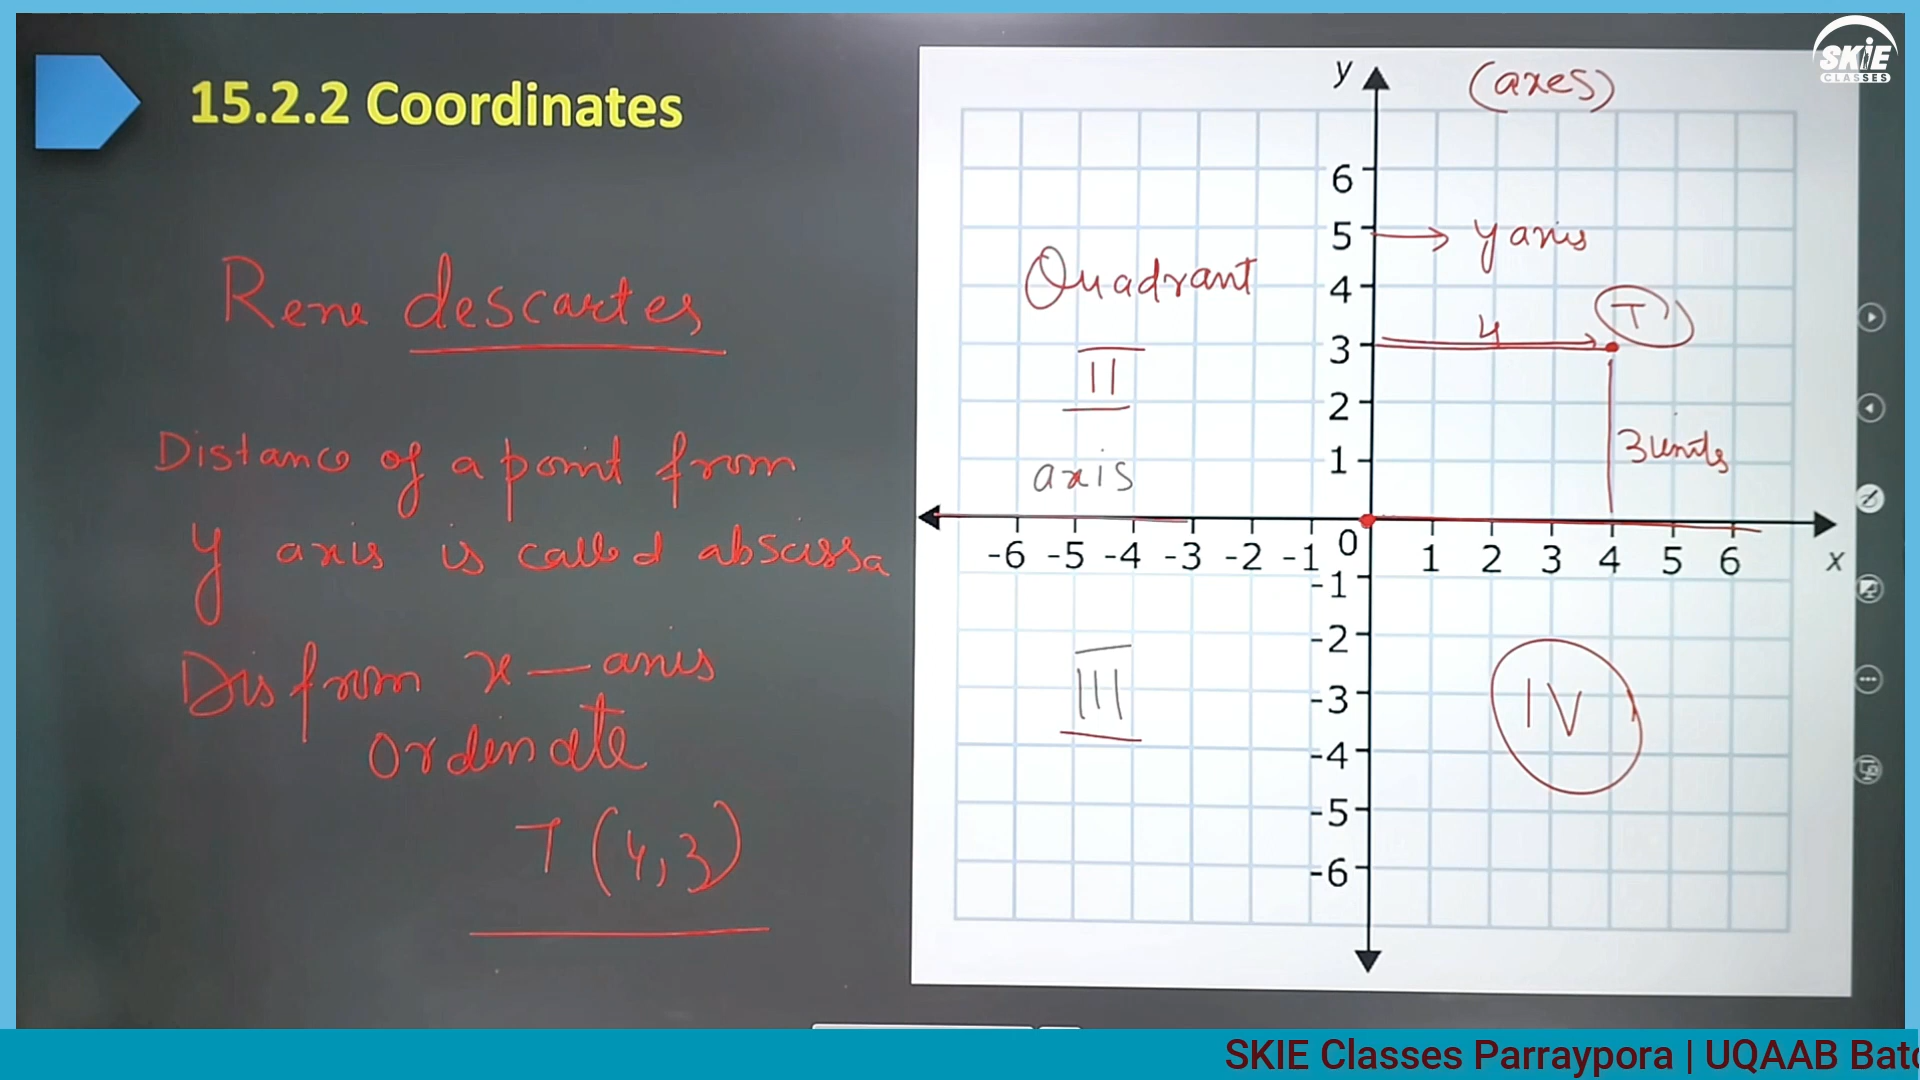 15.2.2 Coordinates
Rene descartes
Distance of a point from
y axis is called abscissa
Dis from x - axis
Ordinate
T (4,3)
y
(axes)
SKIE
CLASSES
6
5
y axis
Quadrant
4
T
4
3
II
2
3 units
1
axis
-6 -5 -4 -3 -2 -1 0 1 2 3 4 5 6
x
-1
-2
III
-3
IV
-4
-5
-6
SKIE Classes Parraypora | UQAAB Batc